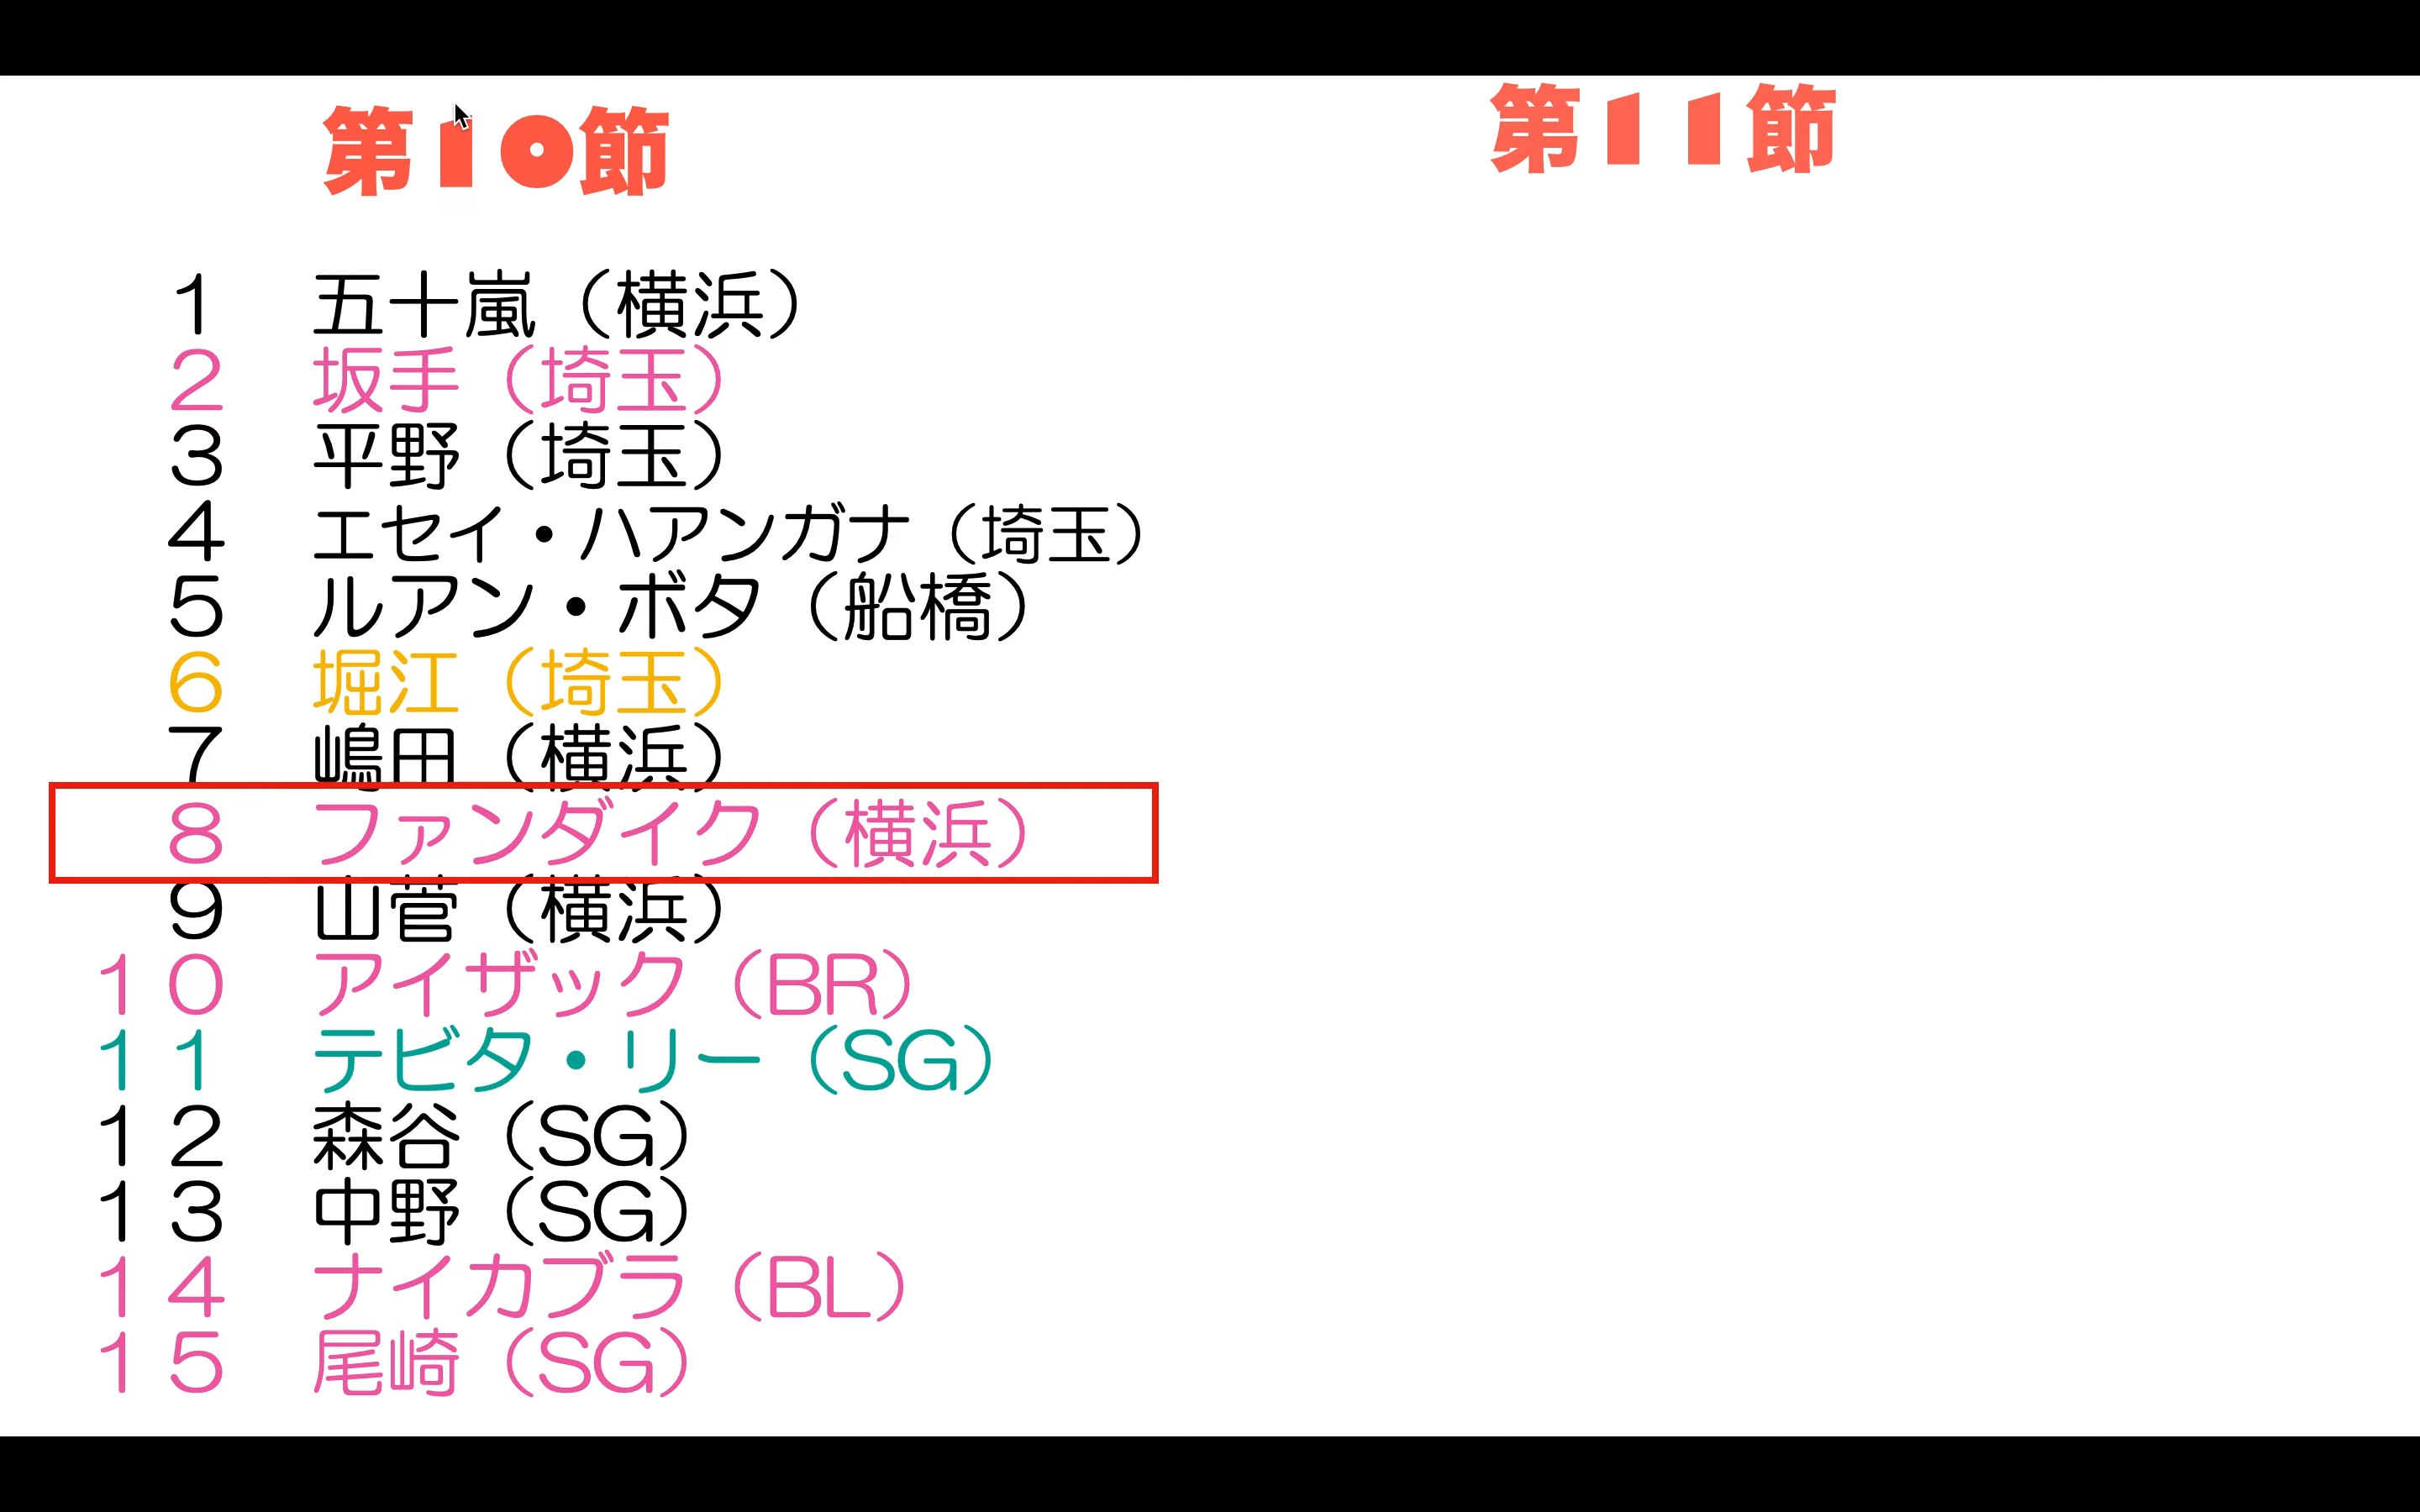 第10節
第11節
1 五十嵐（横浜）
2 坂手（埼玉）
3 平野（埼玉）
4 エセイ・ハアンガナ（埼玉）
5 ルアン・ボタ（船橋）
6 堀江（埼玉）
7 嶋田（横浜）
8 ファンダイク（横浜）
9 山菅（横浜）
10 アイザック（BR）
11 テビタ・リー（SG）
12 森谷（SG）
13 中野（SG）
14 ナイカブラ（BL）
15 尾崎（SG）